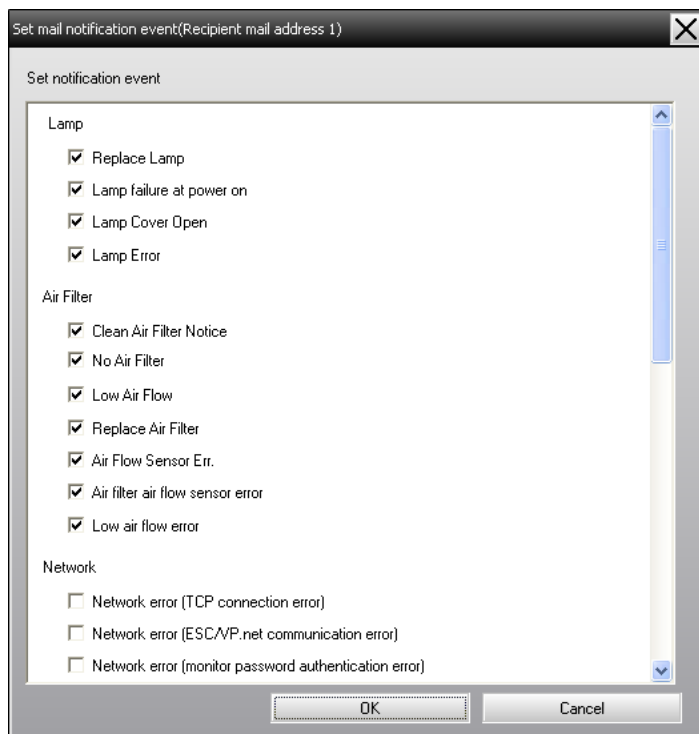 Set mail notification event(Recipient mail address 1)
Set notification event
Lamp
Replace Lamp
Lamp failure at power on
Lamp Cover Open
Lamp Error
Air Filter
Clean Air Filter Notice
No Air Filter
Low Air Flow
Replace Air Filter
Air Flow Sensor Err.
Air filter air flow sensor error
Low air flow error
Network
Network error (TCP connection error)
Network error (ESC/VP.net communication error)
Network error (monitor password authentication error)
OK Cancel